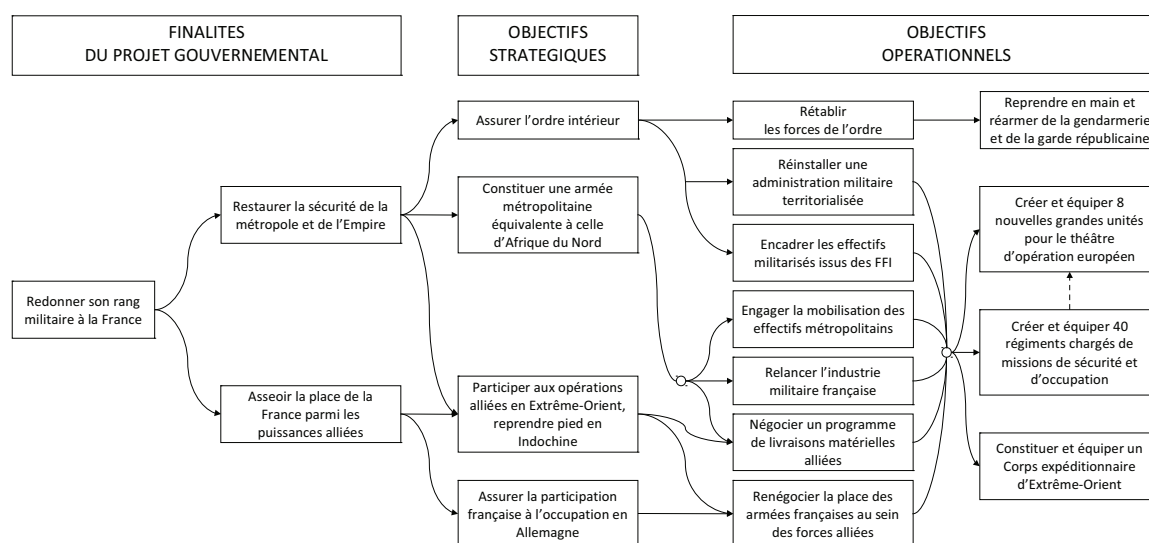 FINALITES
DU PROJET GOUVERNEMENTAL
OBJECTIFS
STRATEGIQUES
OBJECTIFS
OPERATIONNELS
Redonner son rang
militaire à la France
Restaurer la sécurité de la
métropole et de l’Empire
Asseoir la place de la
France parmi les
puissances alliées
Assurer l’ordre intérieur
Constituer une armée
métropolitaine
équivalente à celle
d’Afrique du Nord
Participer aux opérations
alliées en Extrême-Orient,
reprendre pied en
Indochine
Assurer la participation
française à l’occupation en
Allemagne
Rétablir
les forces de l’ordre
Réinstaller une
administration militaire
territorialisée
Encadrer les effectifs
militarisés issus des FFI
Engager la mobilisation des
effectifs métropolitains
Relancer l’industrie
militaire française
Négocier un programme
de livraisons matérielles
alliées
Renégocier la place des
armées françaises au sein
des forces alliées
Reprendre en main et
réarmer de la gendarmerie
et de la garde républicaine
Créer et équiper 8
nouvelles grandes unités
pour le théâtre
d’opération européen
Créer et équiper 40
régiments chargés de
missions de sécurité et
d’occupation
Constituer et équiper un
Corps expéditionnaire
d’Extrême-Orient